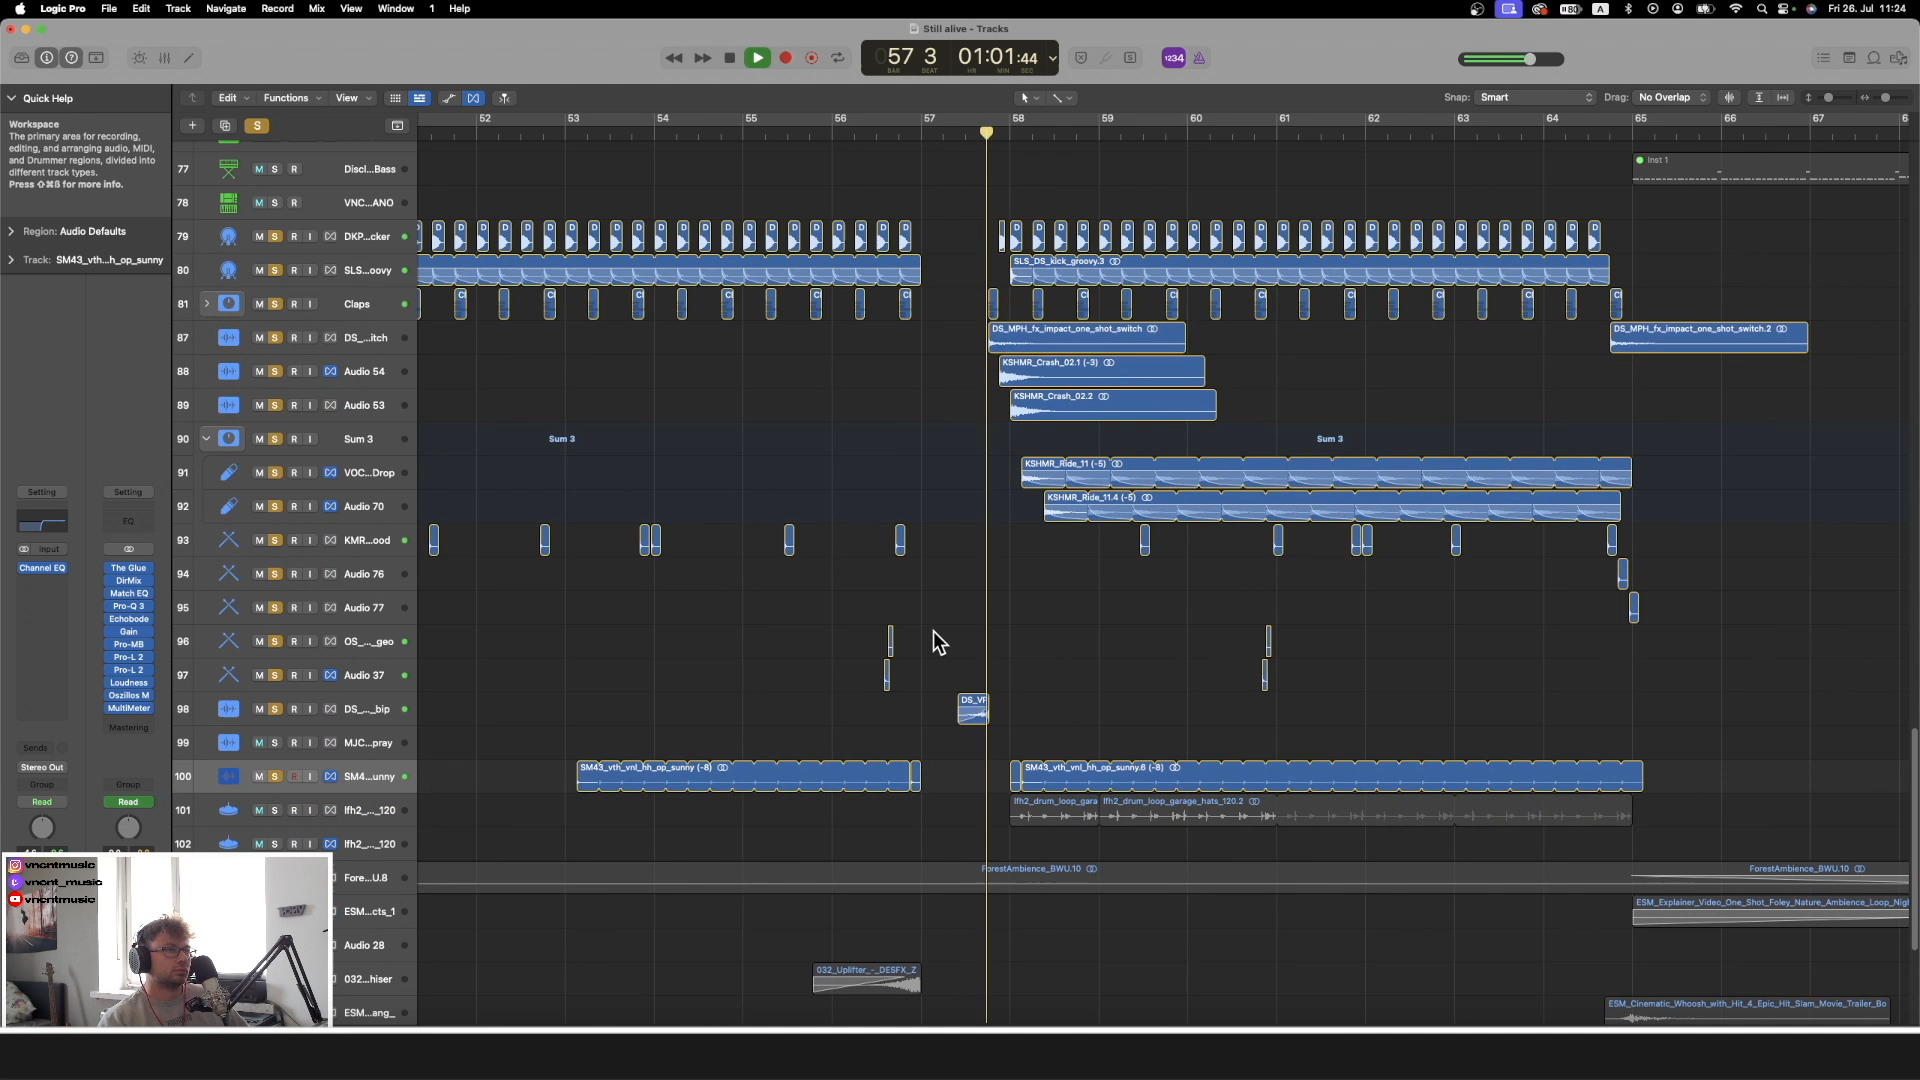 Logic Pro File Edit Track Navigate Record Mix View Window 1 Help
80 A Fri 26. Jul 11:24
Still alive - Tracks
57 3 01:01:44
BAR BEAT HR MIN SEC
1234
Quick Help
Edit Functions View
Snap: Smart Drag: No Overlap
Workspace
The primary area for recording,
editing, and arranging audio, MIDI,
and Drummer regions, divided into
different track types.
Press ⇧⌘ß for more info.
S
52 53 54 55 56 57 58 59 60 61 62 63 64 65 66 67
Region: Audio Defaults
Track: SM43_vth...h_op_sunny
77 M S R Discl...Bass
Inst 1
78 M S R VNC...ANO
79 M S R I DKP...cker
80 M S R I SLS...oovy
SLS_DS_kick_groovy.3
81 M S R I Claps
87 M S R I DS_...itch
DS_MPH_fx_impact_one_shot_switch
DS_MPH_fx_impact_one_shot_switch.2
88 M S R I Audio 54
KSHMR_Crash_02.1 (-3)
89 M S R I Audio 53
KSHMR_Crash_02.2
90 M S R I Sum 3
Sum 3 Sum 3
91 M S R I VOC...Drop
KSHMR_Ride_11 (-5)
92 M S R I Audio 70
KSHMR_Ride_11.4 (-5)
93 M S R I KMR...ood
94 M S R I Audio 76
95 M S R I Audio 77
96 M S R I OS_..._geo
97 M S R I Audio 37
98 M S R I DS_..._bip
DS_VF
99 M S R I MJC...pray
100 M S R I SM4...unny
SM43_vth_vnl_hh_op_sunny (-8)
SM43_vth_vnl_hh_op_sunny.6 (-8)
101 M S R I lfh2_..._120
lfh2_drum_loop_gara lfh2_drum_loop_garage_hats_120.2
102 M S R I lfh2_..._120
Fore...U.8
ForestAmbience_BWU.10
ForestAmbience_BWU.10
ESM...cts_1
ESM_Explainer_Video_One_Shot_Foley_Nature_Ambience_Loop_Nigh
Audio 28
032...hiser
032_Uplifter_-_DESFX_Z
ESM...ang_
ESM_Cinematic_Whoosh_with_Hit_4_Epic_Hit_Slam_Movie_Trailer_Bo
Setting Setting
EQ
Input
Channel EQ
The Glue
DirMix
Match EQ
Pro-Q 3
Echobode
Gain
Pro-MB
Pro-L 2
Pro-L 2
Loudness
Oszillos M
MultiMeter
Mastering
Sends
Stereo Out
Group Group
Read Read
vncntmusic
vncnt_music
vncntmusic